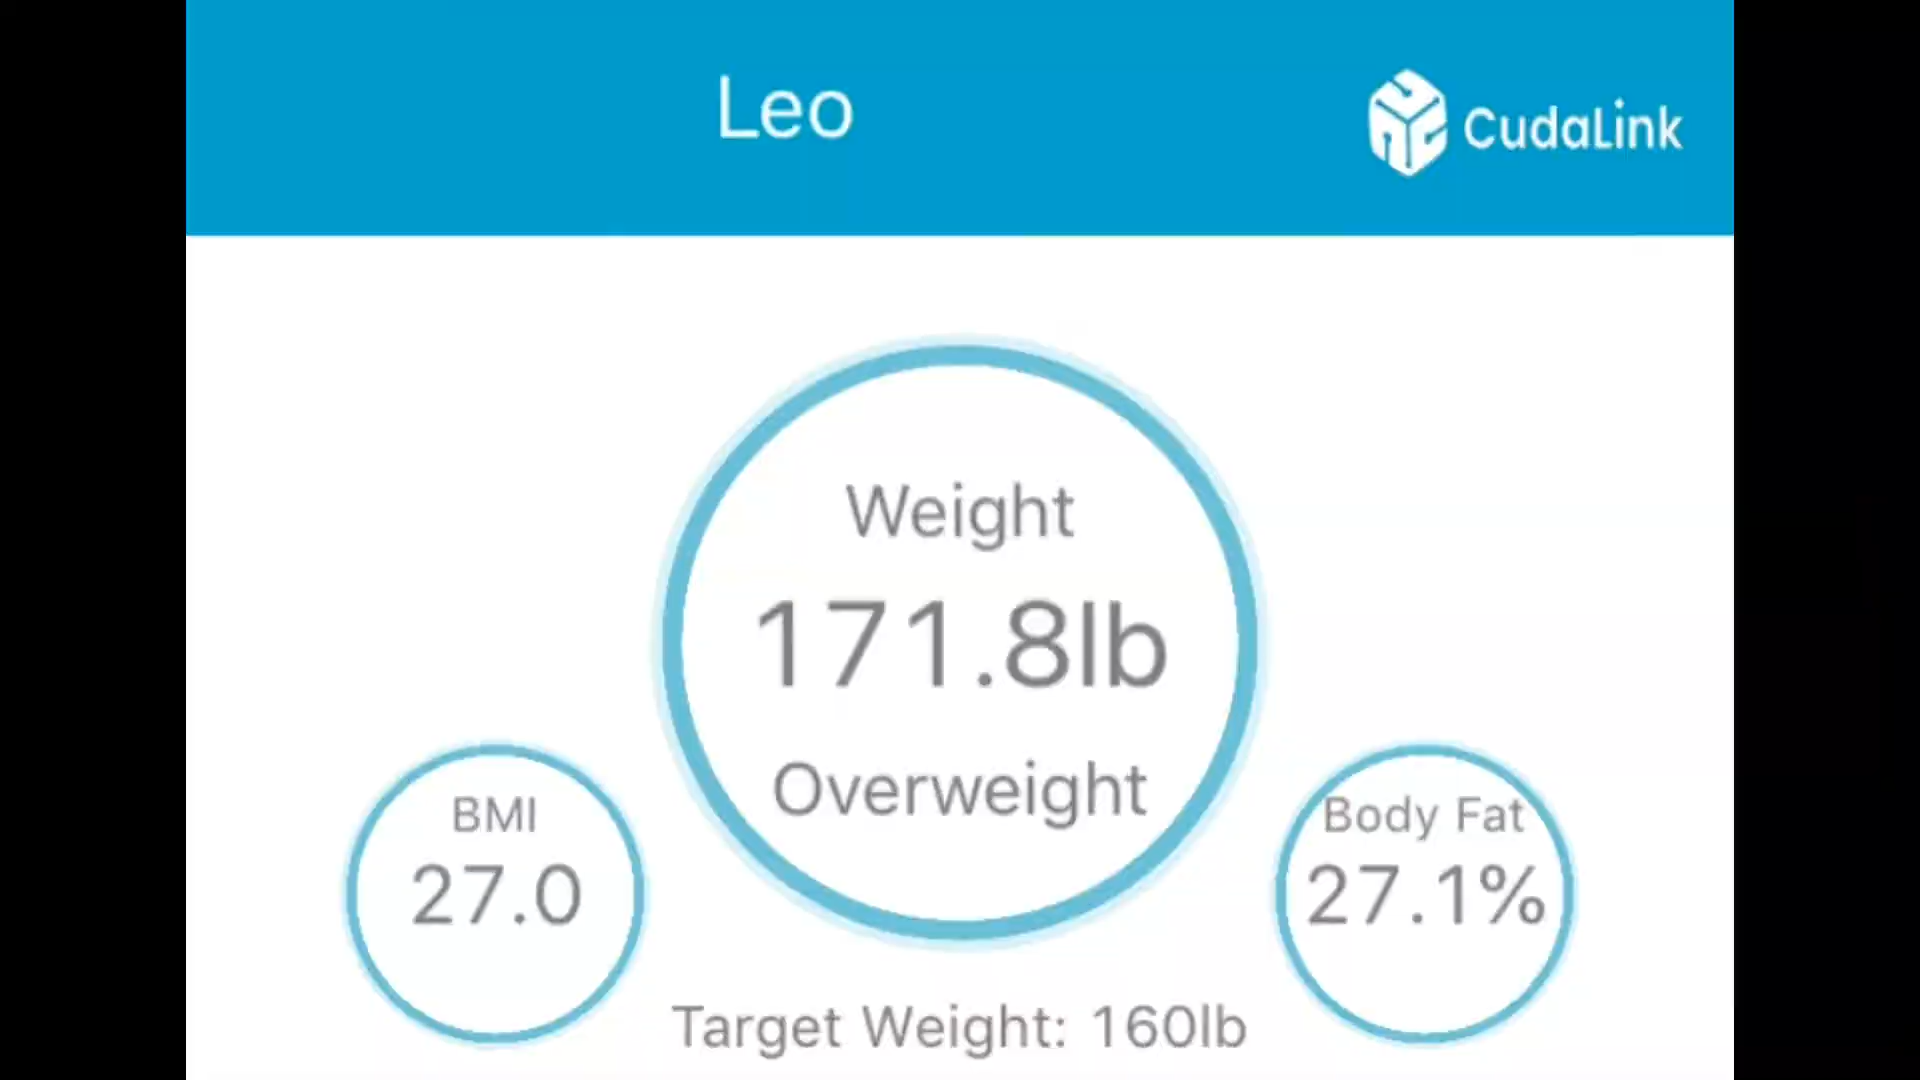 Leo
CudaLink
Weight
171.8lb
Overweight
BMI
27.0
Body Fat
27.1%
Target Weight: 160lb